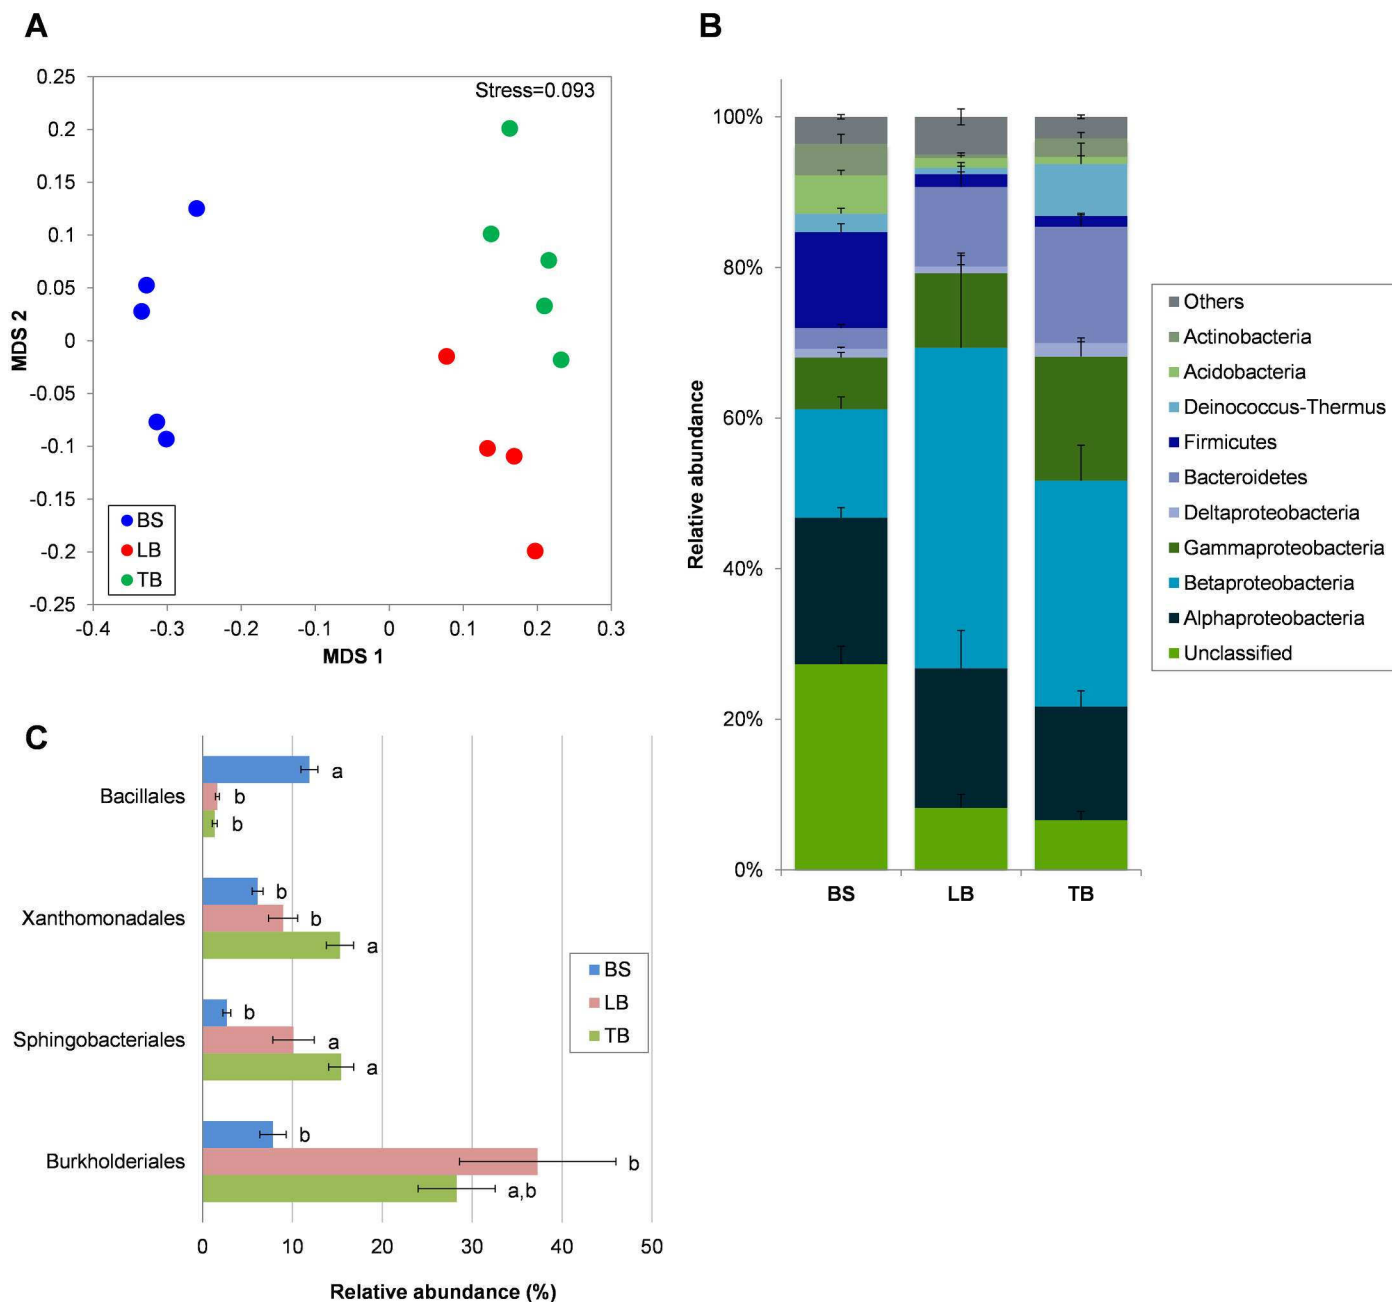 A
Stress=0.093
0.25
0.2
0.15
0.1
0.05
0
-0.05
-0.1
-0.15
-0.2
-0.25
MDS 2
BS
LB
TB
-0.4 -0.3 -0.2 -0.1 0 0.1 0.2 0.3
MDS 1
B
100%
80%
60%
40%
20%
0%
Relative abundance
BS LB TB
Others
Actinobacteria
Acidobacteria
Deinococcus-Thermus
Firmicutes
Bacteroidetes
Deltaproteobacteria
Gammaproteobacteria
Betaproteobacteria
Alphaproteobacteria
Unclassified
C
a
Bacillales
b
b
b
Xanthomonadales
b
a
b
Sphingobacteriales
a
a
b
Burkholderiales
b
a,b
BS
LB
TB
0 10 20 30 40 50
Relative abundance (%)